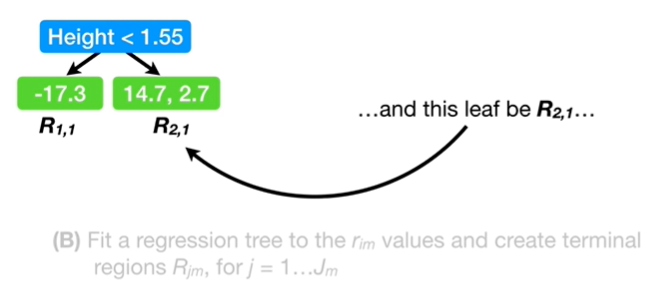 Height < 1.55
-17.3 14.7, 2.7
R1,1 R2,1
…and this leaf be R2,1…
(B) Fit a regression tree to the rim values and create terminal
regions Rjm, for j = 1…Jm